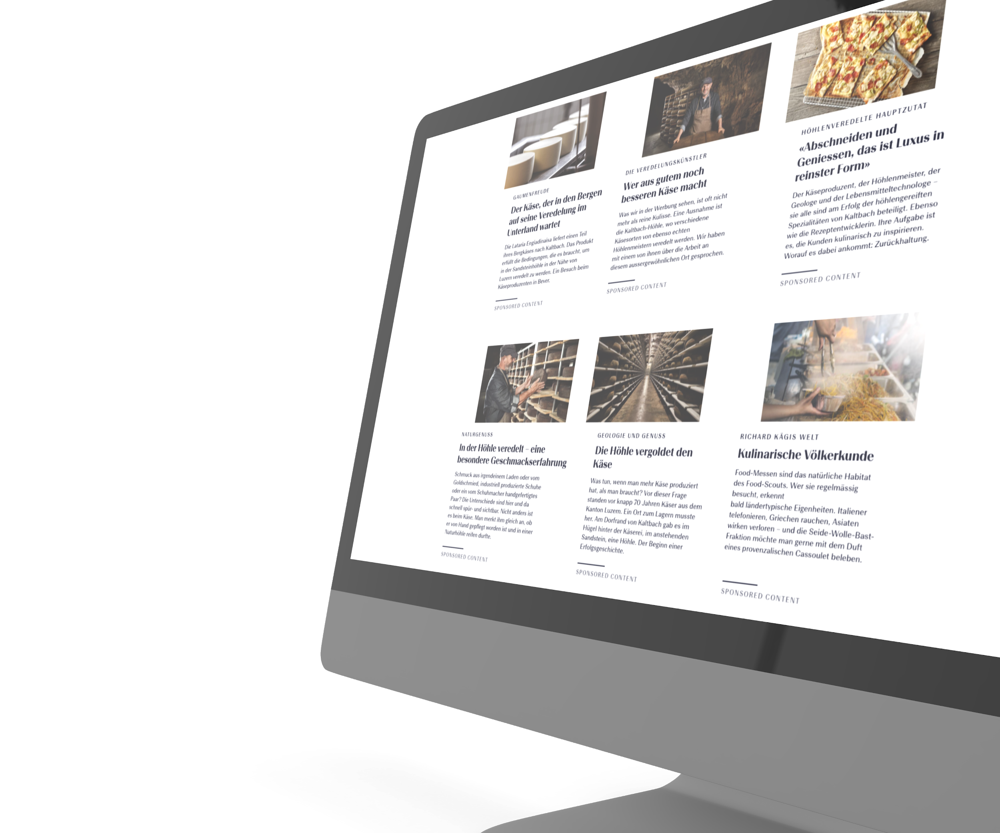 GAUMENFREUDE
Der Käse, der in den Bergen
auf seine Veredelung im
Unterland wartet
Die Lataria Engiadinaisa liefert einen Teil
ihres Bergkäses nach Kaltbach. Das Produkt
erfüllt die Bedingungen, die es braucht, um
in der Sandsteinhöhle in der Nähe von
Luzern veredelt zu werden. Ein Besuch beim
Käseproduzenten in Bever.
SPONSORED CONTENT
DIE VEREDELUNGSKÜNSTLER
Wer aus gutem noch
besseren Käse macht
Was wir in der Werbung sehen, ist oft nicht
mehr als reine Kulisse. Eine Ausnahme ist
die Kaltbach-Höhle, wo verschiedene
Käsesorten von ebenso echten
Höhlenmeistern veredelt werden. Wir haben
mit einem von ihnen über die Arbeit an
diesem aussergewöhnlichen Ort gesprochen.
SPONSORED CONTENT
HÖHLENVEREDELTE HAUPTZUTAT
«Abschneiden und
Geniessen, das ist Luxus in
reinster Form»
Der Käseproduzent, der Höhlenmeister, der
Geologe und der Lebensmitteltechnologe –
sie alle sind am Erfolg der höhlengereiften
Spezialitäten von Kaltbach beteiligt. Ebenso
wie die Rezeptentwicklerin. Ihre Aufgabe ist
es, die Kunden kulinarisch zu inspirieren.
Worauf es dabei ankommt: Zurückhaltung.
SPONSORED CONTENT
NATURGENUSS
In der Höhle veredelt – eine
besondere Geschmackserfahrung
Schmuck aus irgendeinem Laden oder vom
Goldschmied, industriell produzierte Schuhe
oder ein vom Schuhmacher handgefertigtes
Paar? Die Unterschiede sind hier und da
schnell spür- und sichtbar. Nicht anders ist
es beim Käse. Man merkt ihm gleich an, ob
er von Hand gepflegt worden ist und in einer
Naturhöhle reifen durfte.
SPONSORED CONTENT
GEOLOGIE UND GENUSS
Die Höhle vergoldet den
Käse
Was tun, wenn man mehr Käse produziert
hat, als man braucht? Vor dieser Frage
standen vor knapp 70 Jahren Käser aus dem
Kanton Luzern. Ein Ort zum Lagern musste
her. Am Dorfrand von Kaltbach gab es im
Hügel hinter der Käserei, im anstehenden
Sandstein, eine Höhle. Der Beginn einer
Erfolgsgeschichte.
SPONSORED CONTENT
RICHARD KÄGIS WELT
Kulinarische Völkerkunde
Food-Messen sind das natürliche Habitat
des Food-Scouts. Wer sie regelmässig
besucht, erkennt
bald ländertypische Eigenheiten. Italiener
telefonieren, Griechen rauchen, Asiaten
wirken verloren – und die Seide-Wolle-Bast-
Fraktion möchte man gerne mit dem Duft
eines provenzalischen Cassoulet beleben.
SPONSORED CONTENT